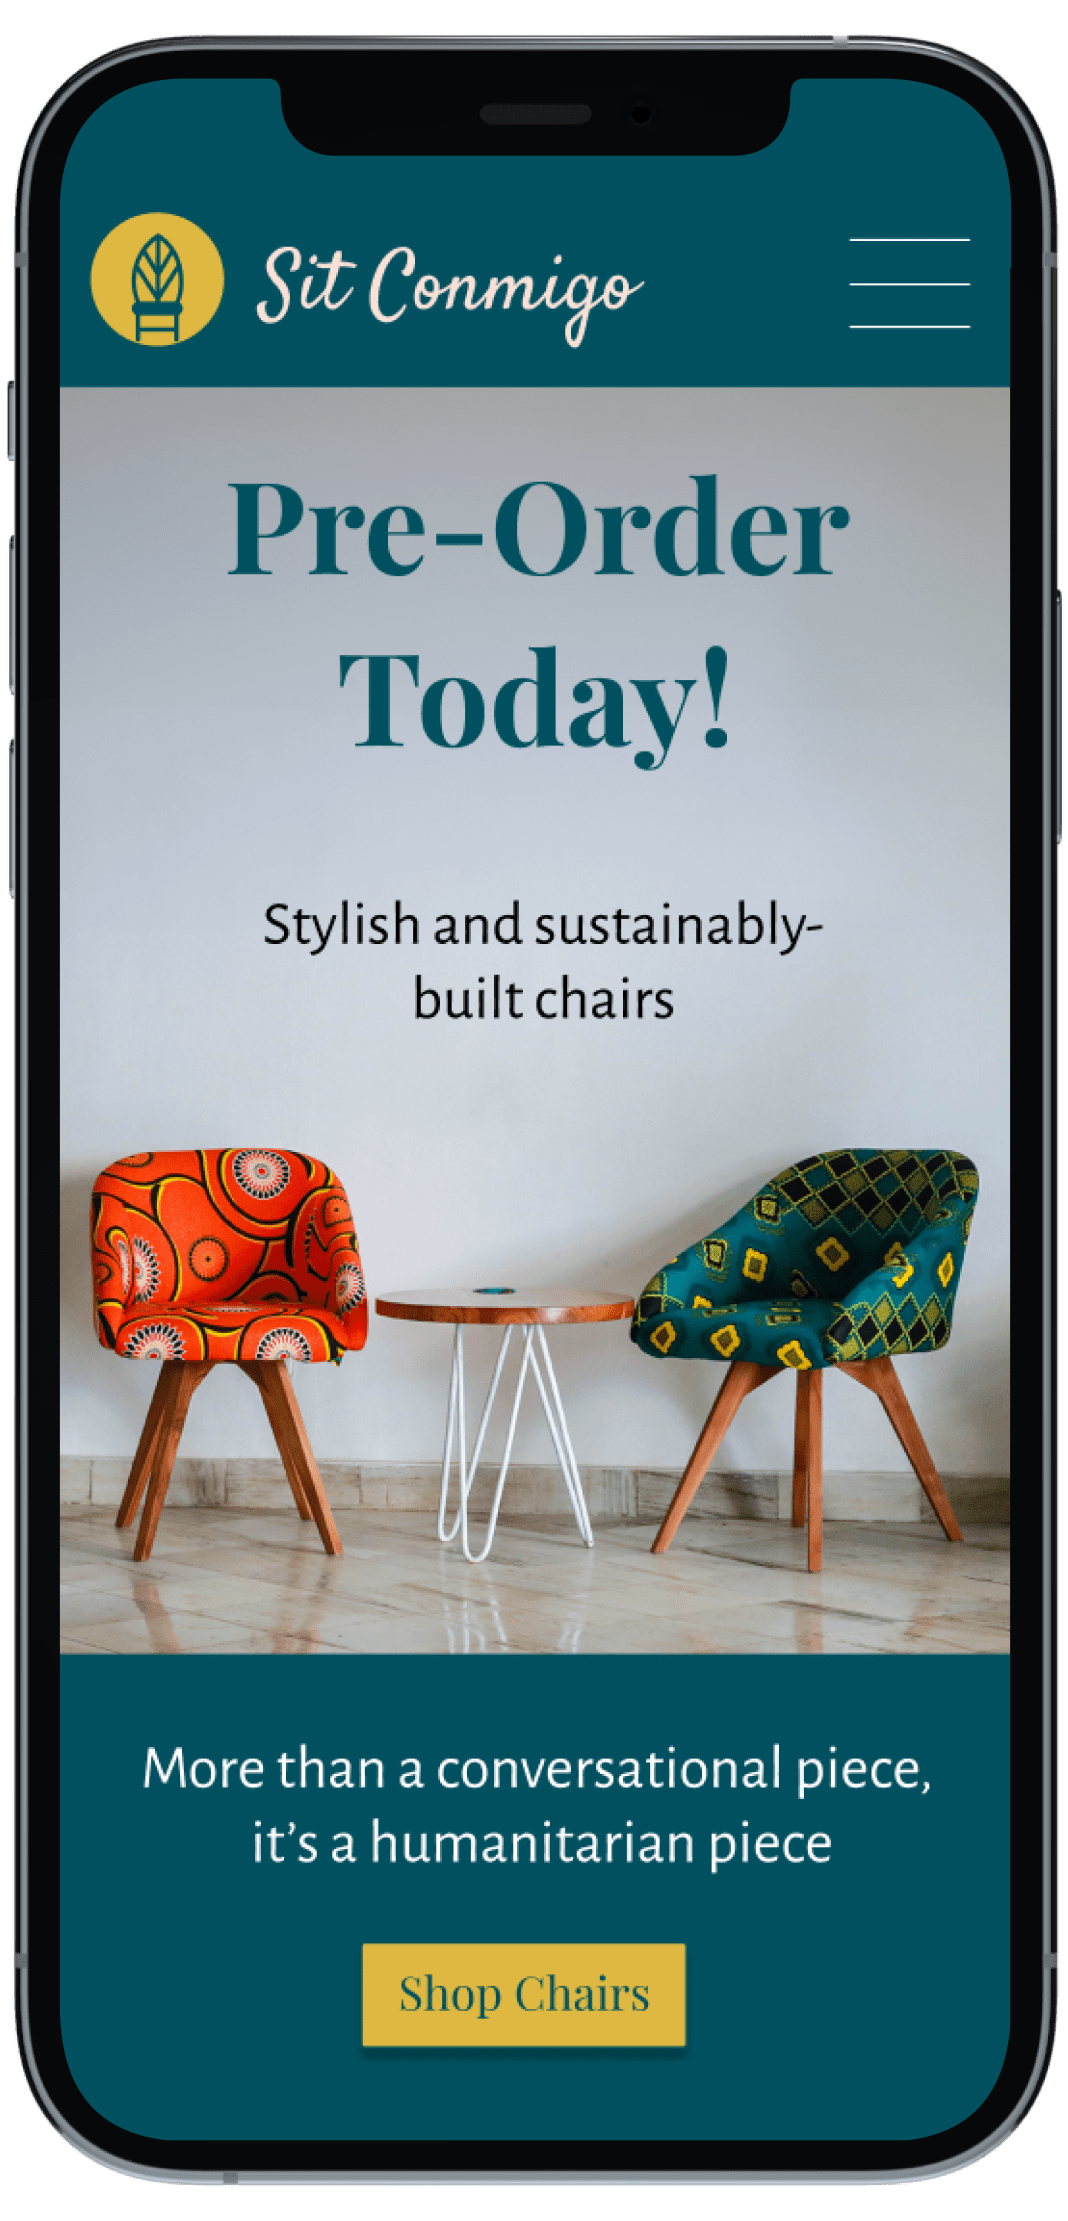 Sit Conmigo
Pre-Order
Today!
Stylish and sustainably-
built chairs
More than a conversational piece,
it’s a humanitarian piece
Shop Chairs